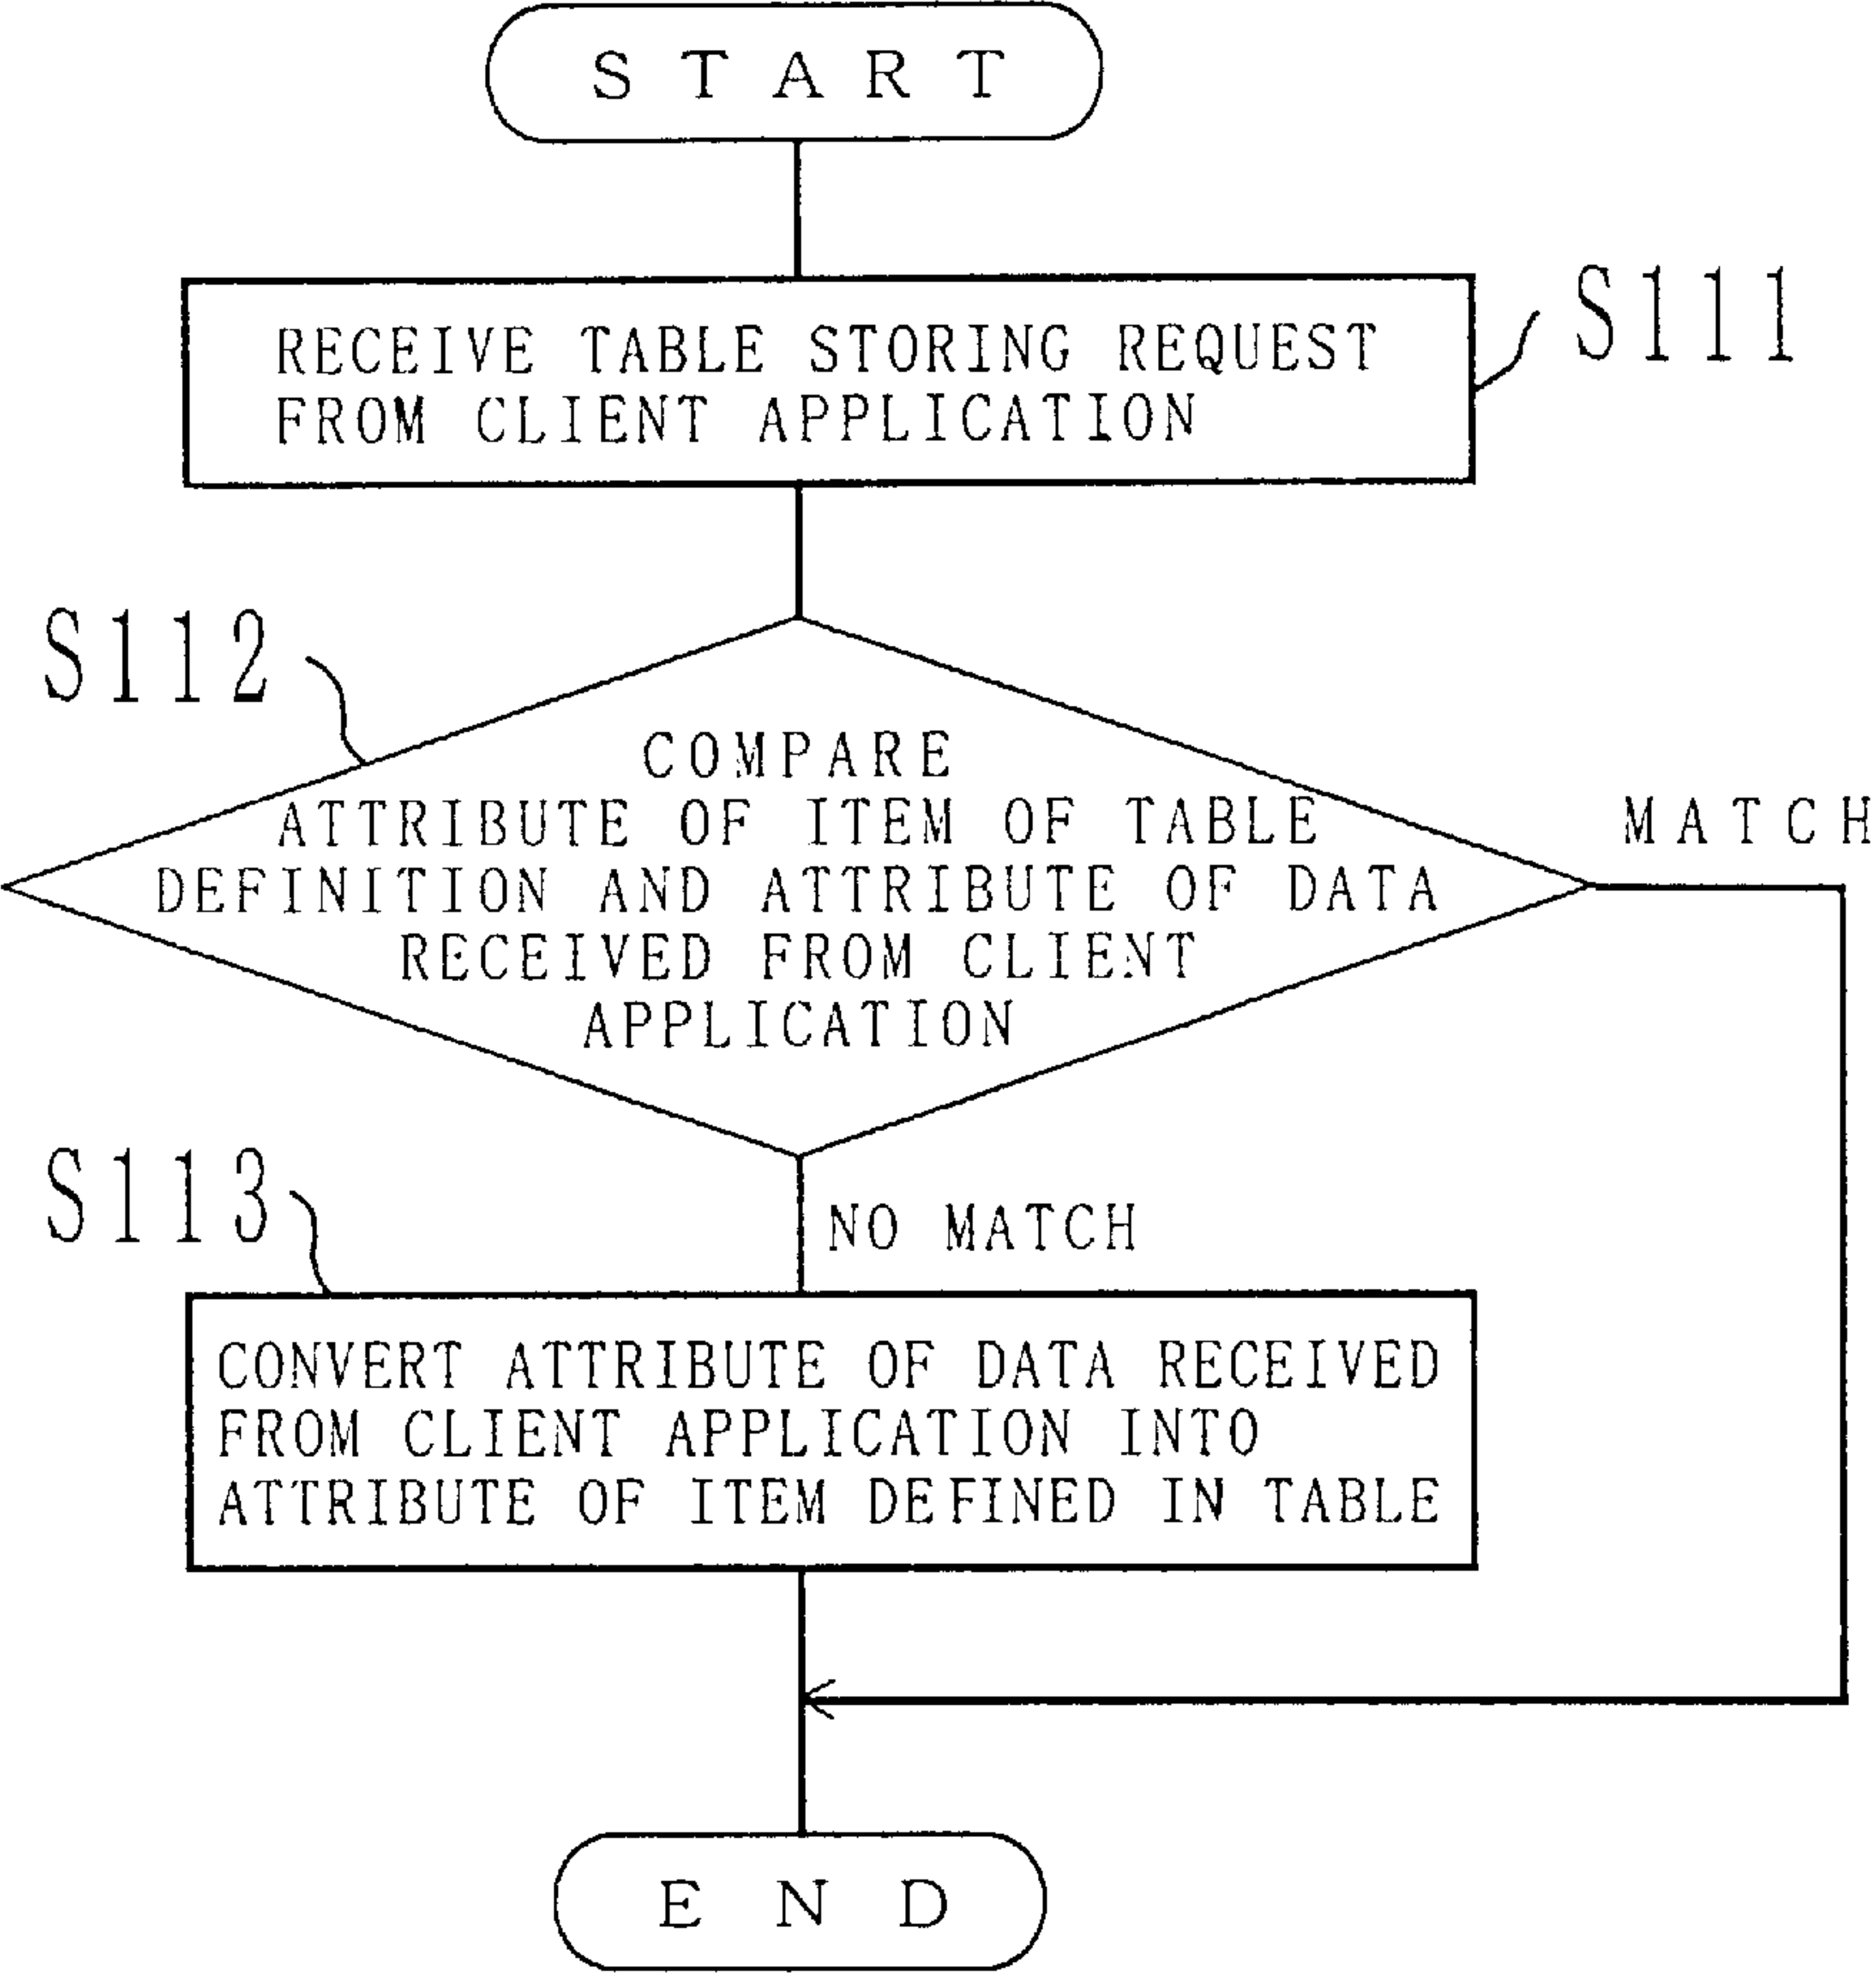 START
RECEIVE TABLE STORING REQUEST
FROM CLIENT APPLICATION
S111
S112
COMPARE
ATTRIBUTE OF ITEM OF TABLE
DEFINITION AND ATTRIBUTE OF DATA
RECEIVED FROM CLIENT
APPLICATION
MATCH
S113
NO MATCH
CONVERT ATTRIBUTE OF DATA RECEIVED
FROM CLIENT APPLICATION INTO
ATTRIBUTE OF ITEM DEFINED IN TABLE
END